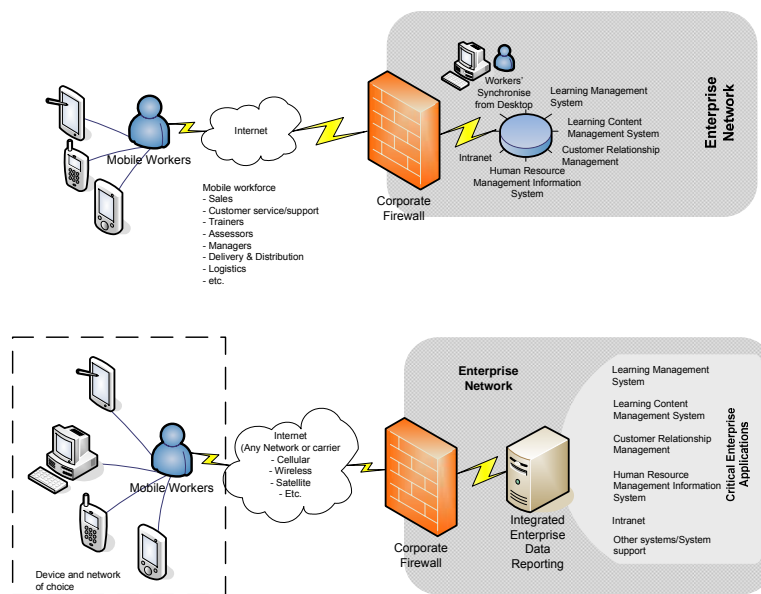 Enterprise
Network
Workers'
Synchronise
from Desktop
Learning Management
System
Learning Content
Management System
Customer Relationship
Management
Intranet
Human Resource
Management Information
System
Internet
Mobile Workers
Corporate
Firewall
Mobile workforce
- Sales
- Customer service/support
- Trainers
- Assessors
- Managers
- Delivery & Distribution
- Logistics
- etc.
Enterprise
Network
Learning Management
System
Learning Content
Management System
Customer Relationship
Management
Human Resource
Management Information
System
Intranet
Other systems/System
support
Critical Enterprise
Applications
Internet
(Any Network or carrier
- Cellular
- Wireless
- Satellite
- Etc.
Mobile Workers
Corporate
Firewall
Integrated
Enterprise
Data
Reporting
Device and network
of choice